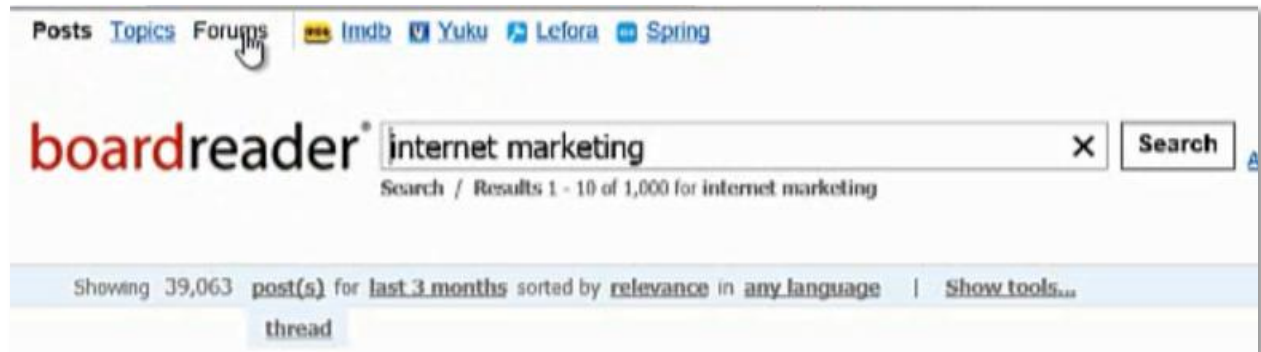 Posts Topics Forums Imdb Yuku Lefora Spring
boardreader® internet marketing X Search
Search / Results 1 - 10 of 1,000 for internet marketing
Showing 39,063 post(s) for last 3 months sorted by relevance in any language | Show tools...
thread